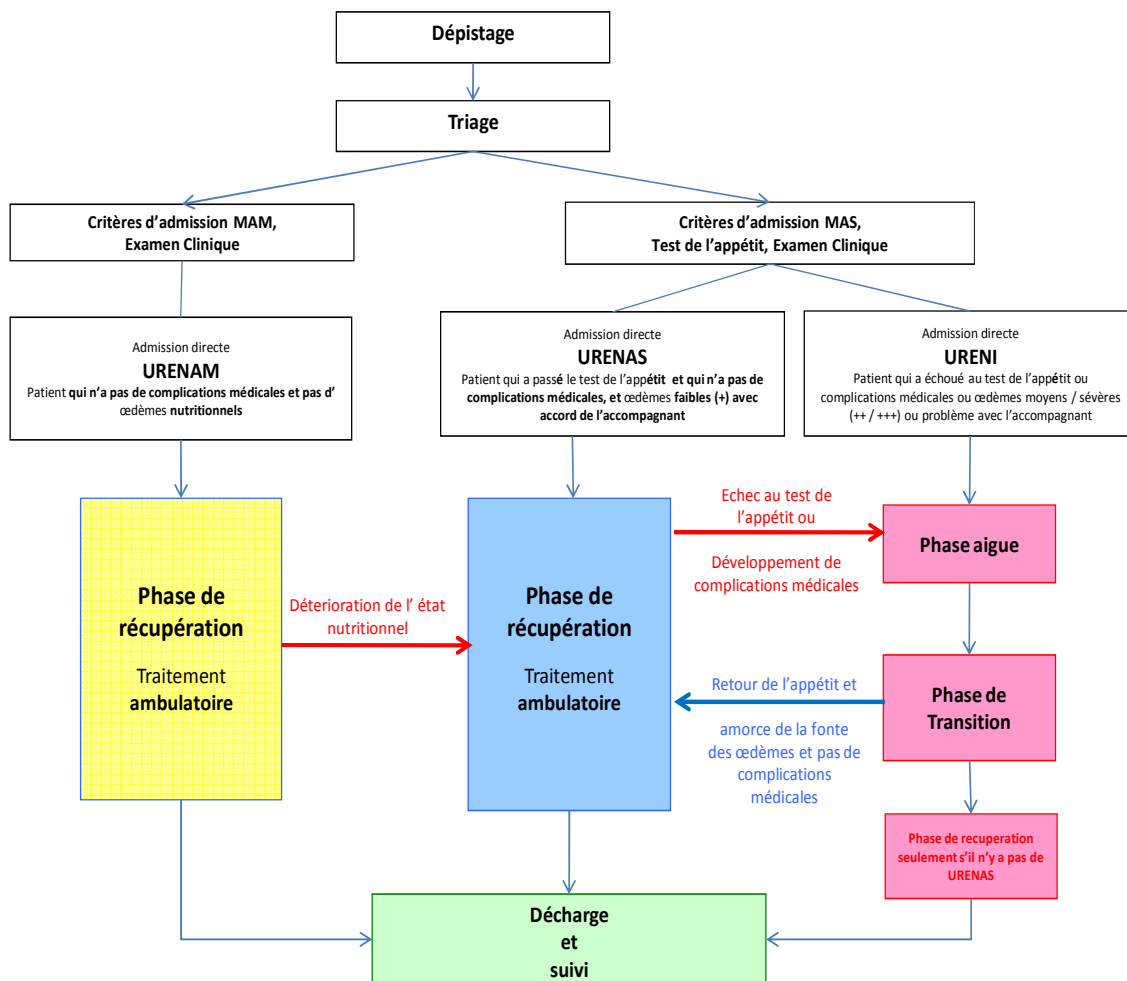 Dépistage
Triage
Critères d'admission MAM,
Examen Clinique
Critères d'admission MAS,
Test de l'appétit, Examen Clinique
Admission directe
URENAM
Patient qui n'a pas de complications médicales et pas d'
œdèmes nutritionnels
Admission directe
URENAS
Patient qui a passé le test de l'appétit et qui n'a pas de
complications médicales, et œdèmes faibles (+) avec
accord de l'accompagnant
Admission directe
URENI
Patient qui a échoué au test de l'appétit ou
complications médicales ou œdèmes moyens / sévères
(++ / +++) ou problème avec l'accompagnant
Phase de
récupération
Traitement
ambulatoire
Déterioration de l' état
nutritionnel
Phase de
récupération
Traitement
ambulatoire
Echec au test de
l'appétit ou
Développement de
complications médicales
Phase aigue
Retour de l'appétit et
amorce de la fonte
des œdèmes et pas de
complications
médicales
Phase de
Transition
Phase de recuperation
seulement s'il n'y a pas de
URENAS
Décharge
et
suivi